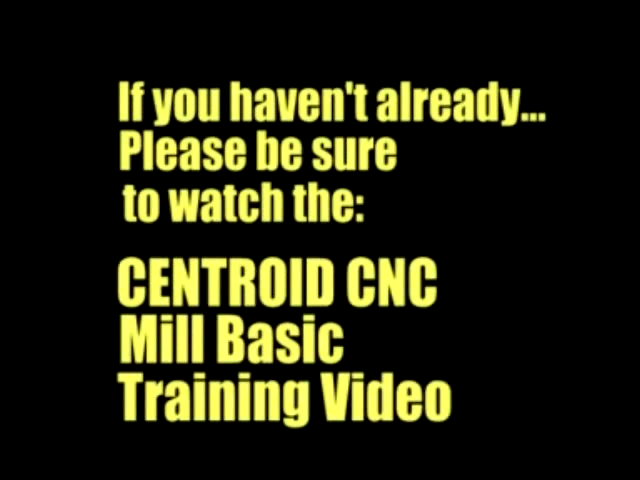 If you haven't already...
Please be sure
to watch the:
CENTROID CNC
Mill Basic
Training Video